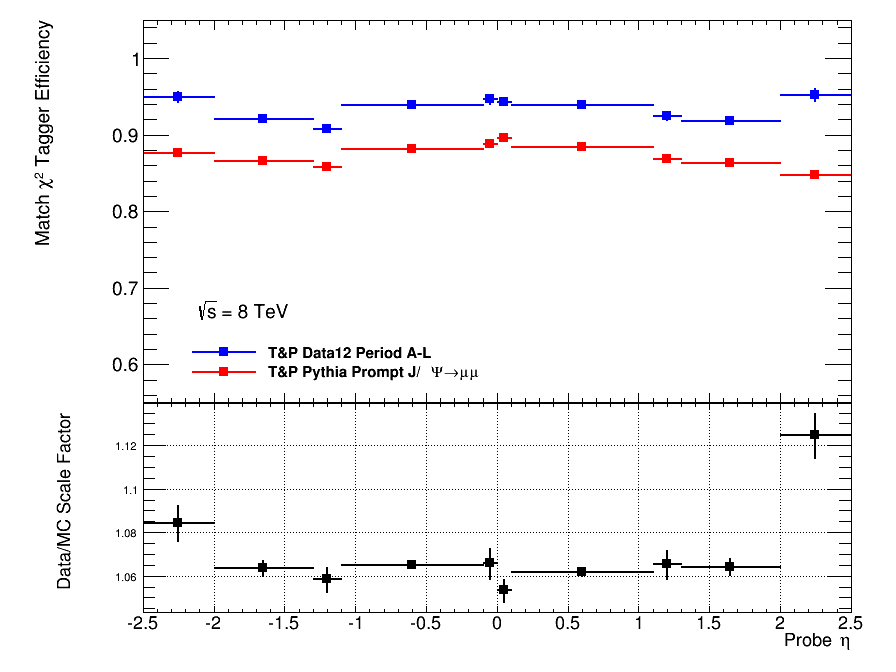 Match χ² Tagger Efficiency
1
0.9
0.8
0.7
0.6
√s = 8 TeV
T&P Data12 Period A-L
T&P Pythia Prompt J/ Ψ→μμ
Data/MC Scale Factor
1.12
1.1
1.08
1.06
-2.5 -2 -1.5 -1 -0.5 0 0.5 1 1.5 2 2.5
Probe η